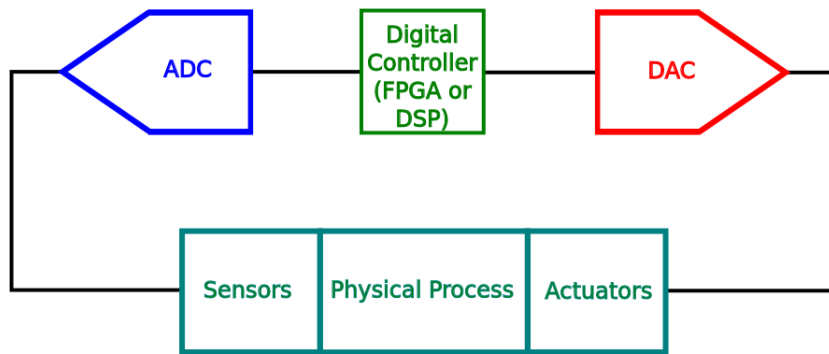 ADC
Digital
Controller
(FPGA or
DSP)
DAC
Sensors
Physical Process
Actuators